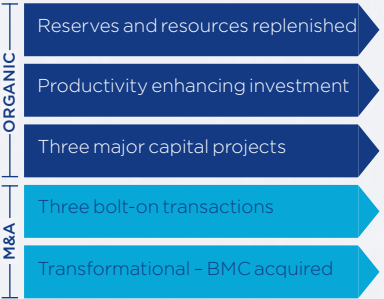 ORGANIC
Reserves and resources replenished
Productivity enhancing investment
Three major capital projects
M&A
Three bolt-on transactions
Transformational – BMC acquired